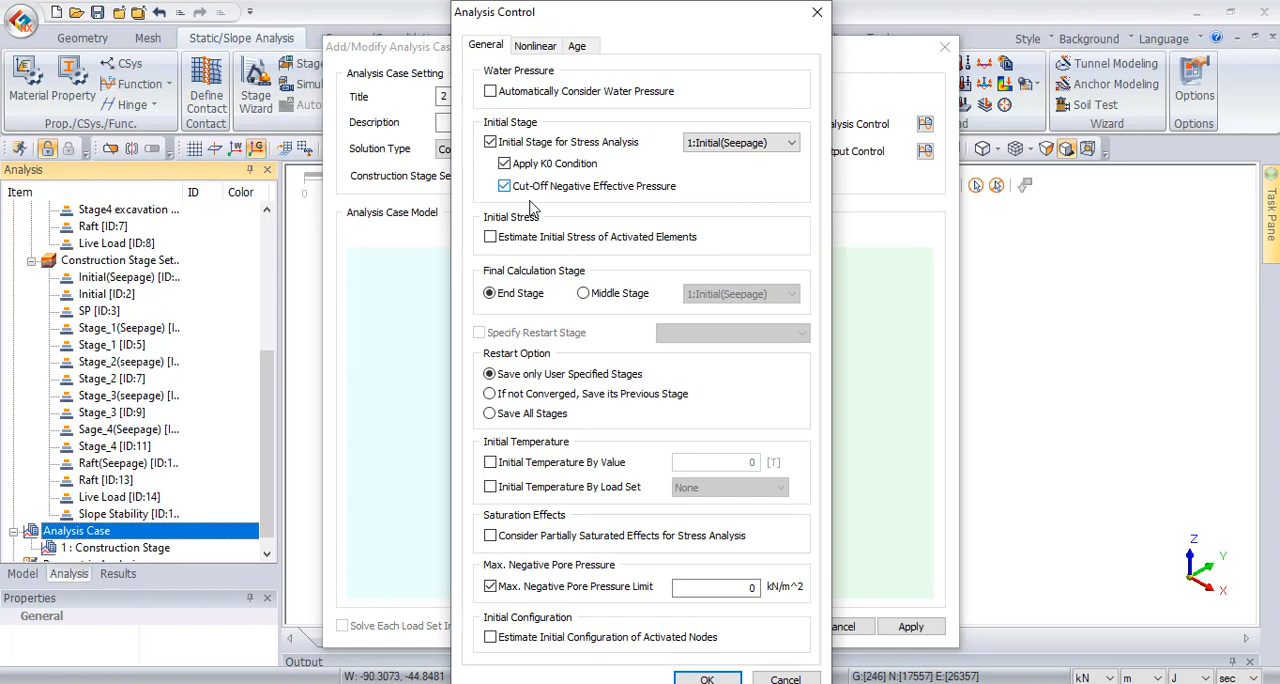 Analysis Control
Geometry Mesh Static/Slope Analysis
Style Background Language
Add/Modify Analysis Cas
General Nonlinear Age
CSys
Function
Hinge
Material Property
Prop./CSys./Func.
Define
Contact
Contact
Stage
Wizard
Stage
Simu
Auto
Analysis Case Setting
Title 2
Description
Solution Type Co
Construction Stage Se
Analysis Case Model
Water Pressure
Automatically Consider Water Pressure
Initial Stage
Initial Stage for Stress Analysis 1:Initial(Seepage)
Apply K0 Condition
Cut-Off Negative Effective Pressure
Initial Stress
Estimate Initial Stress of Activated Elements
Final Calculation Stage
End Stage Middle Stage 1:Initial(Seepage)
Specify Restart Stage
Restart Option
Save only User Specified Stages
If not Converged, Save its Previous Stage
Save All Stages
Initial Temperature
Initial Temperature By Value 0 [T]
Initial Temperature By Load Set None
Saturation Effects
Consider Partially Saturated Effects for Stress Analysis
Max. Negative Pore Pressure
Max. Negative Pore Pressure Limit 0 kN/m^2
Initial Configuration
Estimate Initial Configuration of Activated Nodes
OK Cancel
alysis Control
utput Control
ad
Tunnel Modeling
Anchor Modeling
Soil Test
Wizard
Options
Options
Task Pane
Analysis
Item ID Color
Stage4 excavation ...
Raft [ID:7]
Live Load [ID:8]
Construction Stage Set..
Initial(Seepage) [ID:..
Initial [ID:2]
SP [ID:3]
Stage_1(Seepage) [I..
Stage_1 [ID:5]
Stage_2(seepage) [I..
Stage_2 [ID:7]
Stage_3(seepage) [I..
Stage_3 [ID:9]
Sage_4(Seepage) [I..
Stage_4 [ID:11]
Raft(Seepage) [ID:1..
Raft [ID:13]
Live Load [ID:14]
Slope Stability [ID:1..
Analysis Case
1 : Construction Stage
Model Analysis Results
Properties
General
0
Solve Each Load Set In
ancel Apply
Z
Y
X
Output
W: -90.3073, -44.8481
G:[246] N:[17557] E:[26357]
kN m J sec